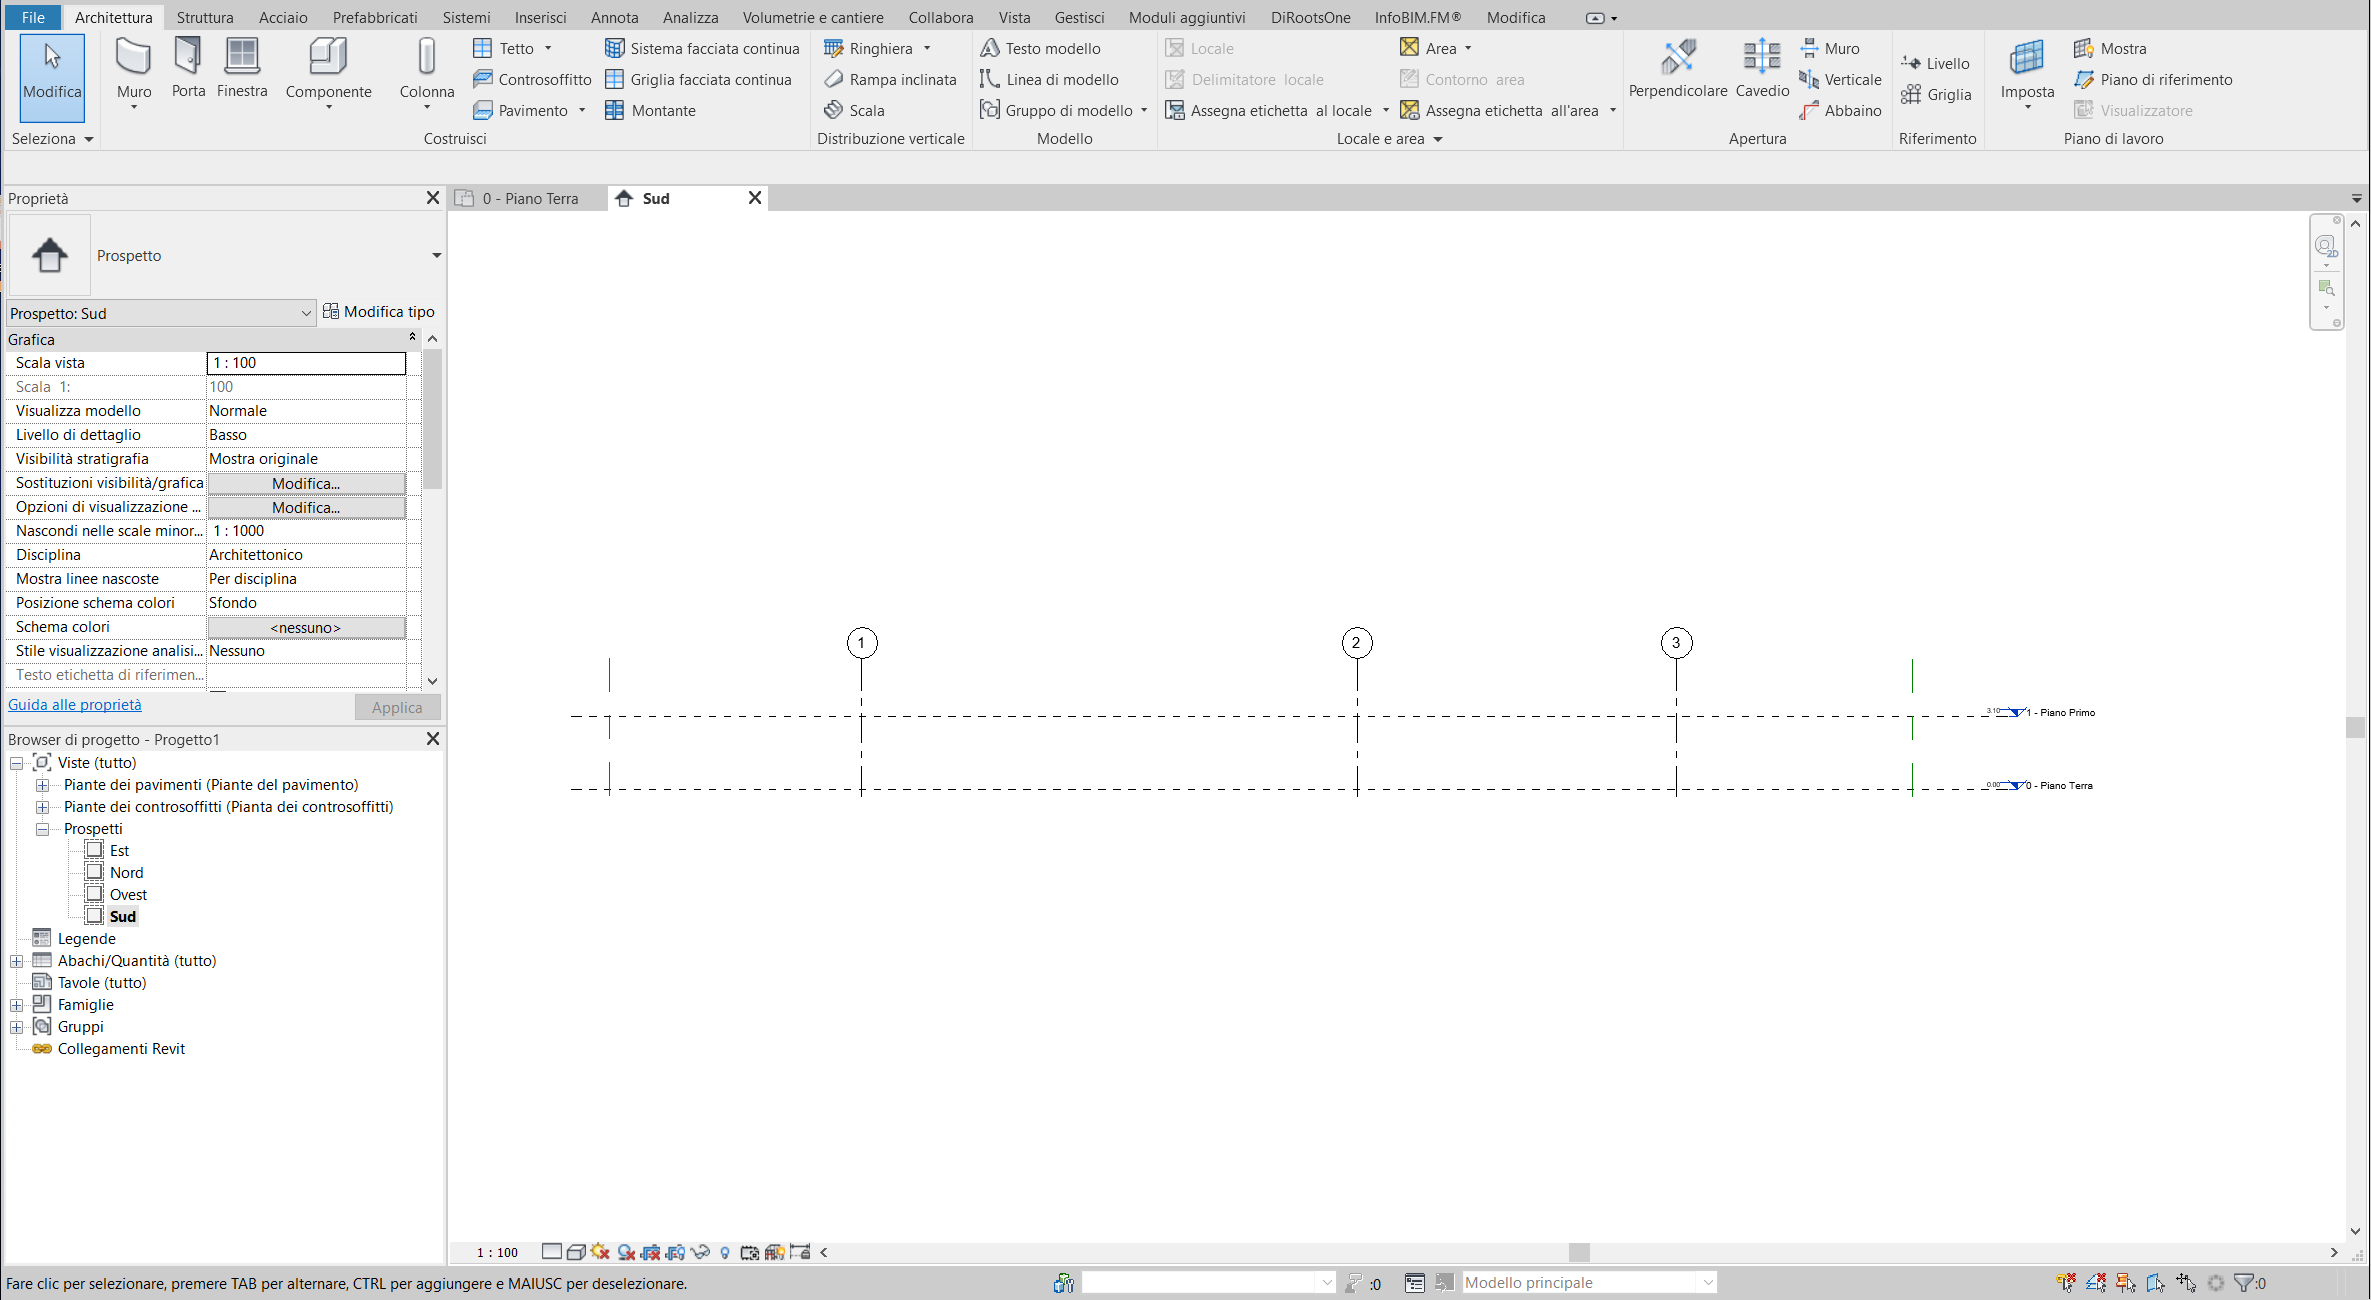 File Architettura Struttura Acciaio Prefabbricati Sistemi Inserisci Annota Analizza Volumetrie e cantiere Collabora Vista Gestisci Moduli aggiuntivi DiRootsOne InfoBIM.FM® Modifica
Modifica
Seleziona
Muro Porta Finestra Componente Colonna
Tetto
Controsoffitto
Pavimento
Sistema facciata continua
Griglia facciata continua
Montante
Costruisci
Ringhiera
Rampa inclinata
Scala
Distribuzione verticale
Testo modello
Linea di modello
Gruppo di modello
Modello
Locale
Delimitatore locale
Assegna etichetta al locale
Area
Contorno area
Assegna etichetta all'area
Locale e area
Perpendicolare Cavedio
Muro
Verticale
Abbaino
Apertura
Livello
Griglia
Riferimento
Imposta
Mostra
Piano di riferimento
Visualizzatore
Piano di lavoro
Proprietà
Prospetto
Prospetto: Sud Modifica tipo
Grafica
Scala vista 1 : 100
Scala 1: 100
Visualizza modello Normale
Livello di dettaglio Basso
Visibilità stratigrafia Mostra originale
Sostituzioni visibilità/grafica Modifica...
Opzioni di visualizzazione ... Modifica...
Nascondi nelle scale minor... 1 : 1000
Disciplina Architettonico
Mostra linee nascoste Per disciplina
Posizione schema colori Sfondo
Schema colori <nessuno>
Stile visualizzazione analisi... Nessuno
Testo etichetta di riferimen...
Guida alle proprietà Applica
Browser di progetto - Progetto1
Viste (tutto)
Piante dei pavimenti (Piante del pavimento)
Piante dei controsoffitti (Pianta dei controsoffitti)
Prospetti
Est
Nord
Ovest
Sud
Legende
Abachi/Quantità (tutto)
Tavole (tutto)
Famiglie
Gruppi
Collegamenti Revit
0 - Piano Terra Sud
2D
1 2 3
3.10 1 - Piano Primo
0.00 0 - Piano Terra
1 : 100
Fare clic per selezionare, premere TAB per alternare, CTRL per aggiungere e MAIUSC per deselezionare.
:0 Modello principale :0